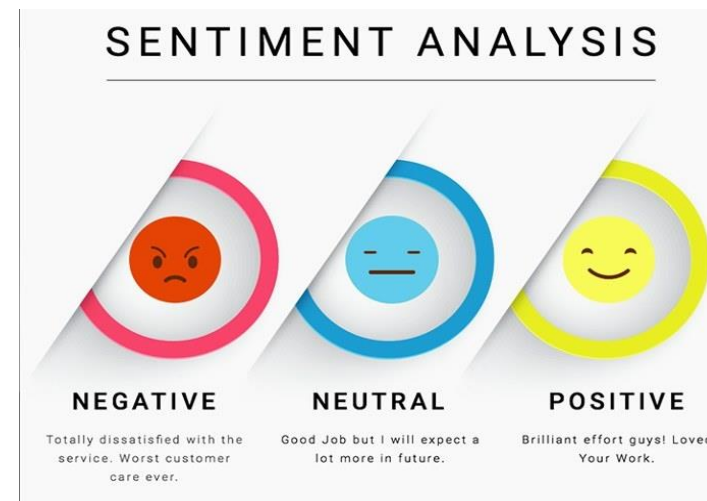 SENTIMENT ANALYSIS
NEGATIVE
Totally dissatisfied with the
service. Worst customer
care ever.
NEUTRAL
Good Job but I will expect a
lot more in future.
POSITIVE
Brilliant effort guys! Love
Your Work.